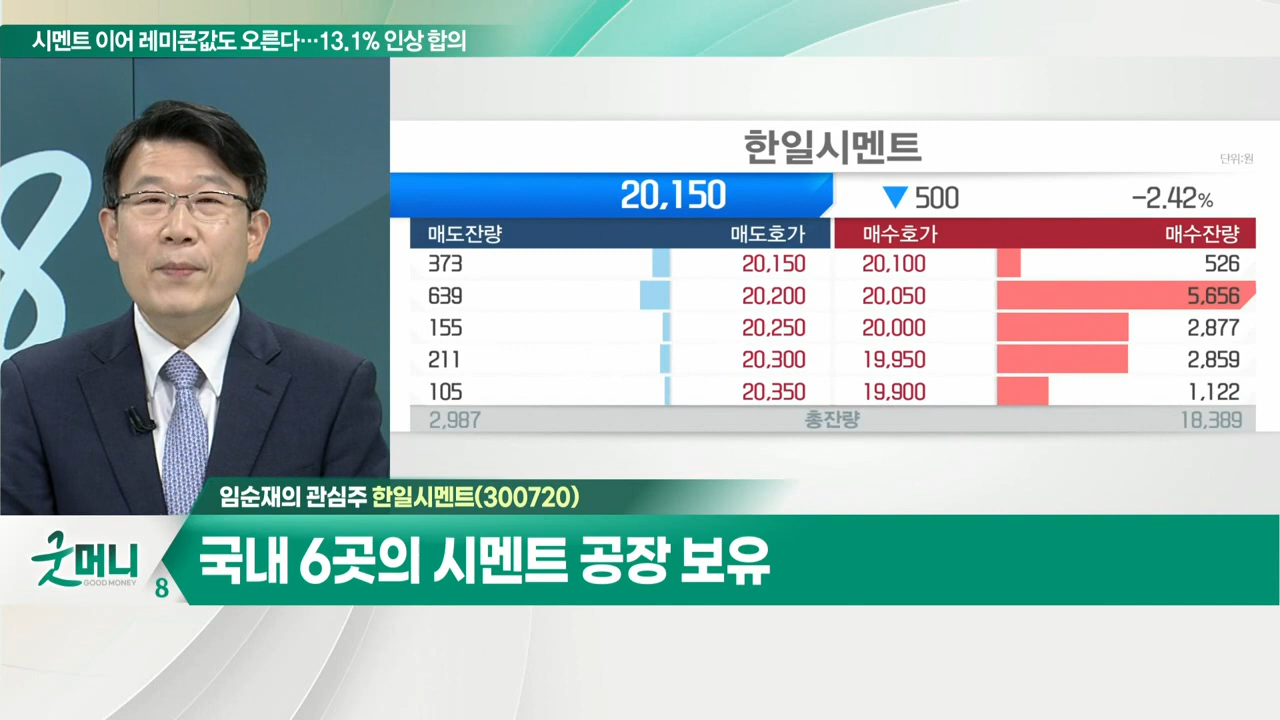 시멘트 이어 레미콘값도 오른다…13.1% 인상 합의
8
한일시멘트
단위:원
20,150 ▼500 -2.42%
매도잔량 매도호가 매수호가 매수잔량
373 20,150 20,100 526
639 20,200 20,050 5,656
155 20,250 20,000 2,877
211 20,300 19,950 2,859
105 20,350 19,900 1,122
2,987 총잔량 18,389
임순재의 관심주 한일시멘트(300720)
굿머니
GOOD MONEY
8
국내 6곳의 시멘트 공장 보유